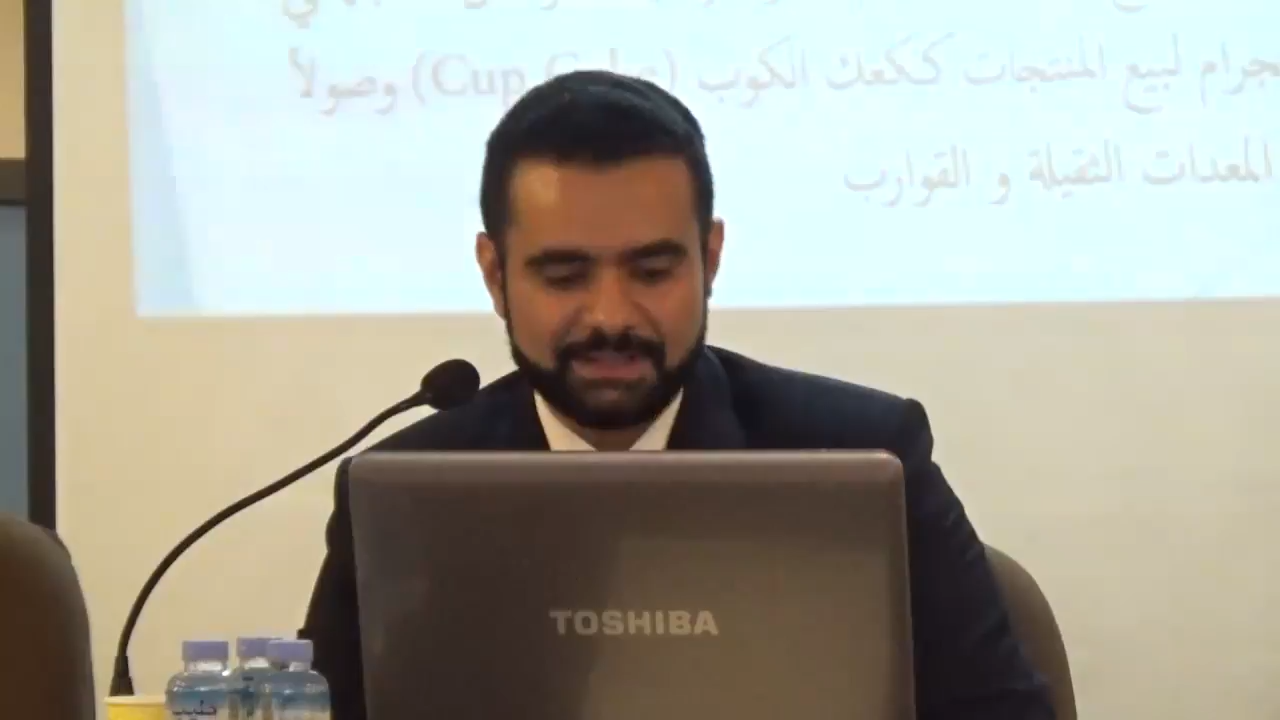 جرام لبيع المنتجات ككعك الكوب (Cup Cake) وصولاً
المعدات الثقيلة و القوارب
TOSHIBA